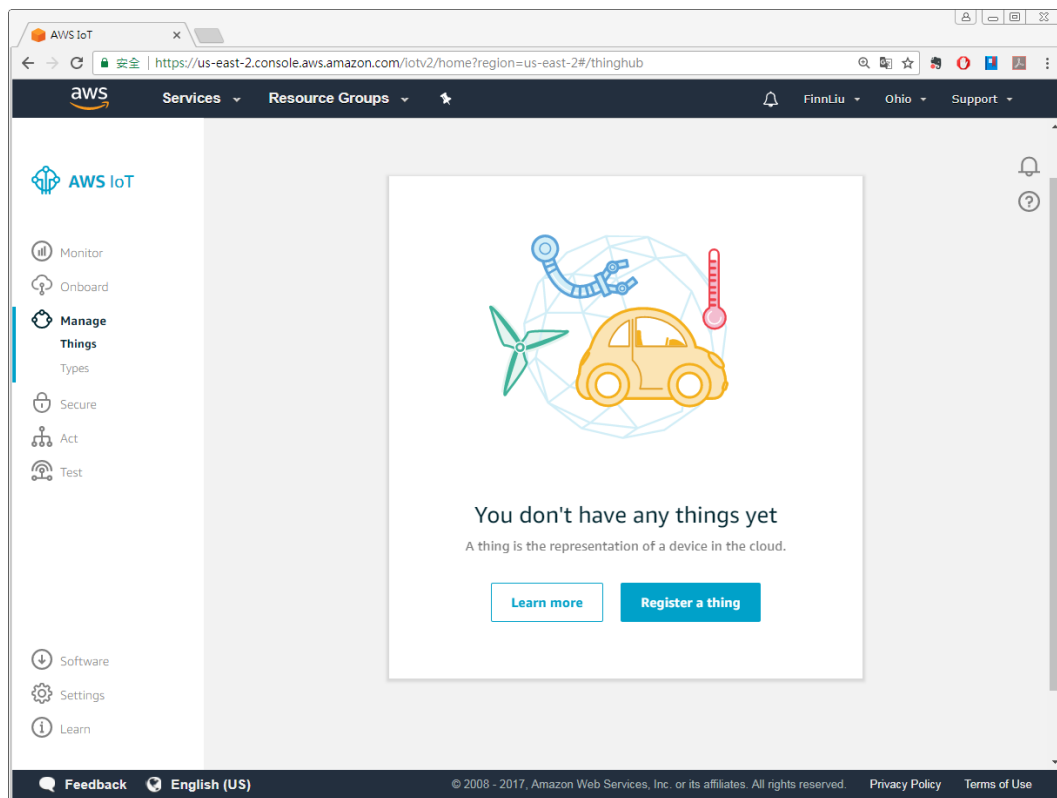 AWS IoT
安全 https://us-east-2.console.aws.amazon.com/iotv2/home?region=us-east-2#/thinghub
aws Services Resource Groups FinnLiu Ohio Support
AWS IoT
Monitor
Onboard
Manage
Things
Types
Secure
Act
Test
You don't have any things yet
A thing is the representation of a device in the cloud.
Learn more Register a thing
Software
Settings
Learn
Feedback English (US) © 2008 - 2017, Amazon Web Services, Inc. or its affiliates. All rights reserved. Privacy Policy Terms of Use